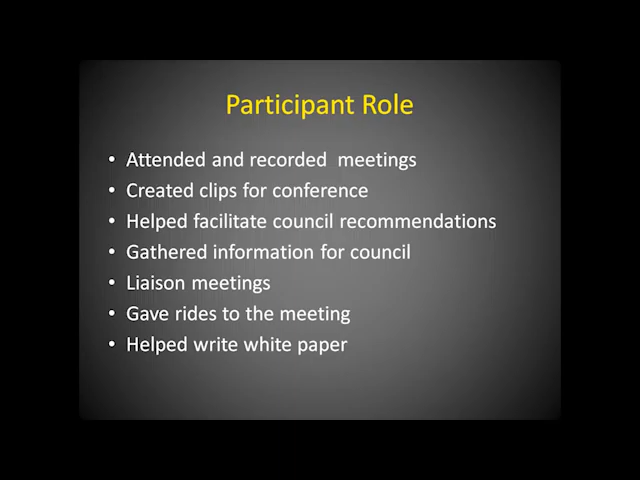 Participant Role
• Attended and recorded  meetings
• Created clips for conference
• Helped facilitate council recommendations
• Gathered information for council
• Liaison meetings
• Gave rides to the meeting
• Helped write white paper